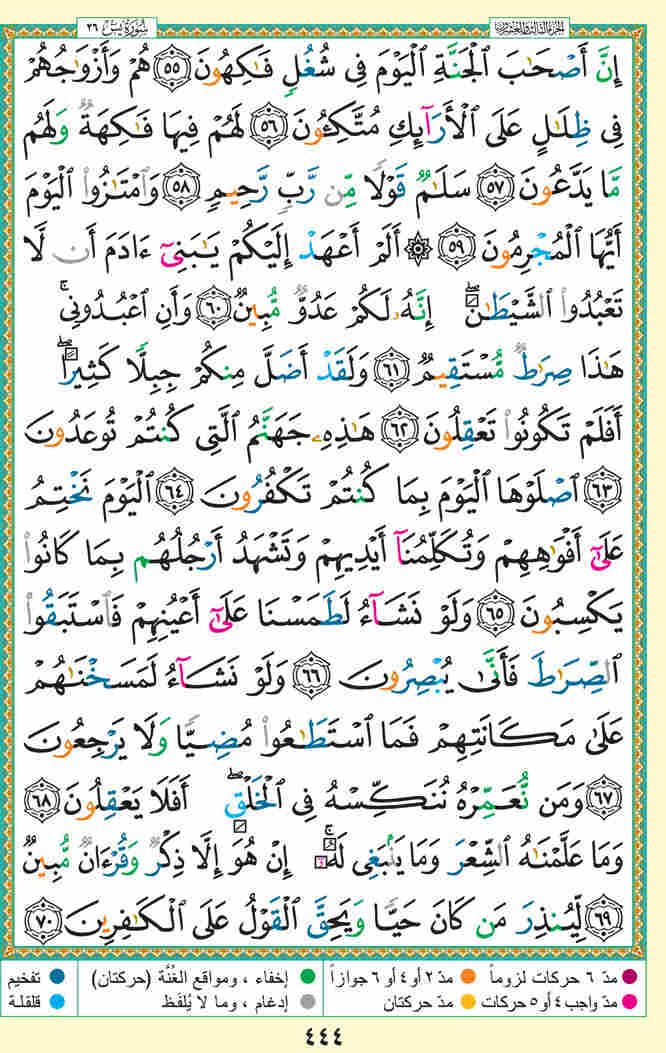 سُورَةُ يسٓ ٣٦
الجزء الثالث والعشرون
إِنَّ أَصْحَٰبَ ٱلْجَنَّةِ ٱلْيَوْمَ فِى شُغُلٍ فَٰكِهُونَ ٥٥ هُمْ وَأَزْوَٰجُهُمْ
فِى ظِلَٰلٍ عَلَى ٱلْأَرَآئِكِ مُتَّكِـُٔونَ ٥٦ لَهُمْ فِيهَا فَٰكِهَةٌ وَلَهُم
مَّا يَدَّعُونَ ٥٧ سَلَٰمٌ قَوْلًا مِّن رَّبٍّ رَّحِيمٍ ٥٨ وَٱمْتَٰزُوا۟ ٱلْيَوْمَ
أَيُّهَا ٱلْمُجْرِمُونَ ٥٩ ۞ أَلَمْ أَعْهَدْ إِلَيْكُمْ يَٰبَنِىٓ ءَادَمَ أَن لَّا
تَعْبُدُوا۟ ٱلشَّيْطَٰنَ ۖ إِنَّهُۥ لَكُمْ عَدُوٌّ مُّبِينٌ ٦٠ وَأَنِ ٱعْبُدُونِى ۚ
هَٰذَا صِرَٰطٌ مُّسْتَقِيمٌ ٦١ وَلَقَدْ أَضَلَّ مِنكُمْ جِبِلًّا كَثِيرًا ۖ
أَفَلَمْ تَكُونُوا۟ تَعْقِلُونَ ٦٢ هَٰذِهِۦ جَهَنَّمُ ٱلَّتِى كُنتُمْ تُوعَدُونَ
٦٣ ٱصْلَوْهَا ٱلْيَوْمَ بِمَا كُنتُمْ تَكْفُرُونَ ٦٤ ٱلْيَوْمَ نَخْتِمُ
عَلَىٰٓ أَفْوَٰهِهِمْ وَتُكَلِّمُنَآ أَيْدِيهِمْ وَتَشْهَدُ أَرْجُلُهُم بِمَا كَانُوا۟
يَكْسِبُونَ ٦٥ وَلَوْ نَشَآءُ لَطَمَسْنَا عَلَىٰٓ أَعْيُنِهِمْ فَٱسْتَبَقُوا۟
ٱلصِّرَٰطَ فَأَنَّىٰ يُبْصِرُونَ ٦٦ وَلَوْ نَشَآءُ لَمَسَخْنَٰهُمْ
عَلَىٰ مَكَانَتِهِمْ فَمَا ٱسْتَطَٰعُوا۟ مُضِيًّا وَلَا يَرْجِعُونَ
٦٧ وَمَن نُّعَمِّرْهُ نُنَكِّسْهُ فِى ٱلْخَلْقِ ۖ أَفَلَا يَعْقِلُونَ ٦٨
وَمَا عَلَّمْنَٰهُ ٱلشِّعْرَ وَمَا يَنۢبَغِى لَهُۥٓ ۚ إِنْ هُوَ إِلَّا ذِكْرٌ وَقُرْءَانٌ مُّبِينٌ
٦٩ لِّيُنذِرَ مَن كَانَ حَيًّا وَيَحِقَّ ٱلْقَوْلُ عَلَى ٱلْكَٰفِرِينَ ٧٠
مدّ ٦ حركات لزوماً مدّ ٢ أو ٤ أو ٦ جوازاً إخفاء ، ومواقع الغُنَّة (حركتان) تفخيم
مدّ واجب ٤ أو ٥ حركات مدّ حركتان إدغام ، وما لا يُلفَظ قلقلة
٤٤٤